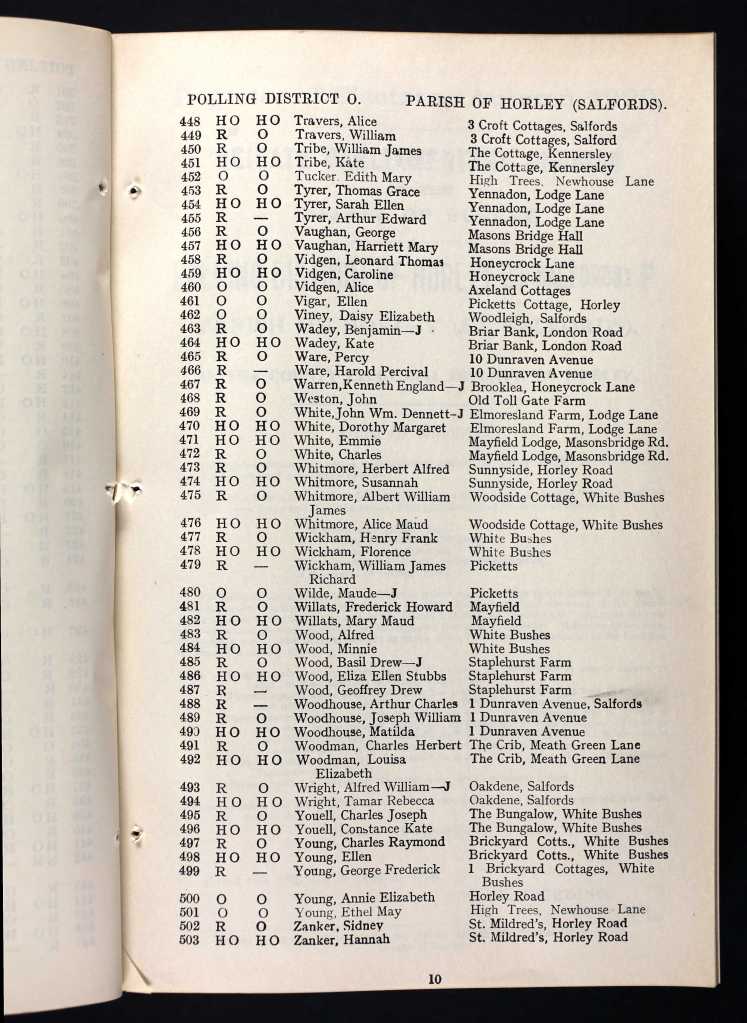 POLLING DISTRICT O. PARISH OF HORLEY (SALFORDS).
448 HO HO Travers, Alice 3 Croft Cottages, Salfords
449 R O Travers, William 3 Croft Cottages, Salford
450 R O Tribe, William James The Cottage, Kennersley
451 HO HO Tribe, Kate The Cottage, Kennersley
452 O O Tucker, Edith Mary High Trees, Newhouse Lane
453 R O Tyrer, Thomas Grace Yennadon, Lodge Lane
454 HO HO Tyrer, Sarah Ellen Yennadon, Lodge Lane
455 R — Tyrer, Arthur Edward Yennadon, Lodge Lane
456 R O Vaughan, George Masons Bridge Hall
457 HO HO Vaughan, Harriett Mary Masons Bridge Hall
458 R O Vidgen, Leonard Thomas Honeycrock Lane
459 HO HO Vidgen, Caroline Honeycrock Lane
460 O O Vidgen, Alice Axeland Cottages
461 O O Vigar, Ellen Picketts Cottage, Horley
462 O O Viney, Daisy Elizabeth Woodleigh, Salfords
463 R O Wadey, Benjamin—J Briar Bank, London Road
464 HO HO Wadey, Kate Briar Bank, London Road
465 R O Ware, Percy 10 Dunraven Avenue
466 R — Ware, Harold Percival 10 Dunraven Avenue
467 R O Warren, Kenneth England—J Brooklea, Honeycrock Lane
468 R O Weston, John Old Toll Gate Farm
469 R O White, John Wm. Dennett—J Elmoresland Farm, Lodge Lane
470 HO HO White, Dorothy Margaret Elmoresland Farm, Lodge Lane
471 HO HO White, Emmie Mayfield Lodge, Masonsbridge Rd.
472 R O White, Charles Mayfield Lodge, Masonsbridge Rd.
473 R O Whitmore, Herbert Alfred Sunnyside, Horley Road
474 HO HO Whitmore, Susannah Sunnyside, Horley Road
475 R O Whitmore, Albert William Woodside Cottage, White Bushes
James
476 HO HO Whitmore, Alice Maud Woodside Cottage, White Bushes
477 R O Wickham, Henry Frank White Bushes
478 HO HO Wickham, Florence White Bushes
479 R — Wickham, William James Picketts
Richard
480 O O Wilde, Maude—J Picketts
481 R O Willats, Frederick Howard Mayfield
482 HO HO Willats, Mary Maud Mayfield
483 R O Wood, Alfred White Bushes
484 HO HO Wood, Minnie White Bushes
485 R O Wood, Basil Drew—J Staplehurst Farm
486 HO HO Wood, Eliza Ellen Stubbs Staplehurst Farm
487 R — Wood, Geoffrey Drew Staplehurst Farm
488 R — Woodhouse, Arthur Charles 1 Dunraven Avenue, Salfords
489 R O Woodhouse, Joseph William 1 Dunraven Avenue
490 HO HO Woodhouse, Matilda 1 Dunraven Avenue
491 R O Woodman, Charles Herbert The Crib, Meath Green Lane
492 HO HO Woodman, Louisa The Crib, Meath Green Lane
Elizabeth
493 R O Wright, Alfred William—J Oakdene, Salfords
494 HO HO Wright, Tamar Rebecca Oakdene, Salfords
495 R O Youell, Charles Joseph The Bungalow, White Bushes
496 HO HO Youell, Constance Kate The Bungalow, White Bushes
497 R O Young, Charles Raymond Brickyard Cotts., White Bushes
498 HO HO Young, Ellen Brickyard Cotts., White Bushes
499 R — Young, George Frederick 1 Brickyard Cottages, White
Bushes
500 O O Young, Annie Elizabeth Horley Road
501 O O Young, Ethel May High Trees, Newhouse Lane
502 R O Zanker, Sidney St. Mildred's, Horley Road
503 HO HO Zanker, Hannah St. Mildred's, Horley Road
10